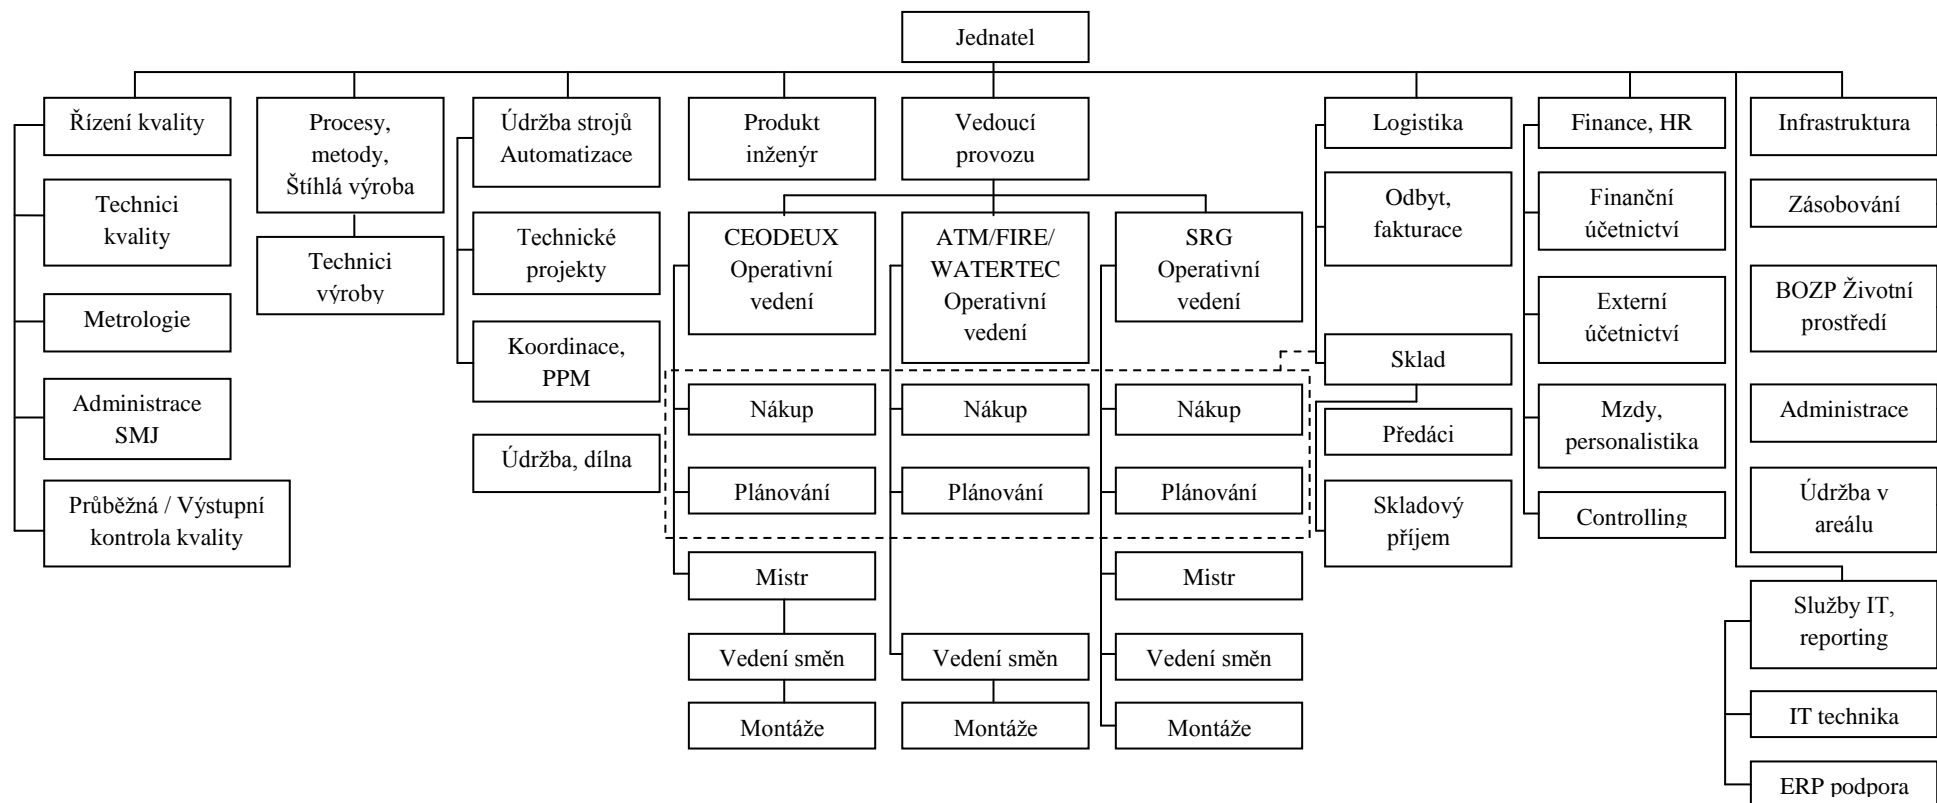 Jednatel
Řízení kvality
Technici
kvality
Metrologie
Administrace
SMJ
Průběžná / Výstupní
kontrola kvality
Procesy,
metody,
Štíhlá výroba
Technici
výroby
Údržba strojů
Automatizace
Technické
projekty
Koordinace,
PPM
Údržba, dílna
Produkt
inženýr
Vedoucí
provozu
CEODEUX
Operativní
vedení
Nákup
Plánování
Mistr
Vedení směn
Montáže
ATM/FIRE/
WATERTEC
Operativní
vedení
Nákup
Plánování
Vedení směn
Montáže
SRG
Operativní
vedení
Nákup
Plánování
Mistr
Vedení směn
Montáže
Logistika
Odbyt,
fakturace
Sklad
Předáci
Skladový
příjem
Finance, HR
Finanční
účetnictví
Externí
účetnictví
Mzdy,
personalistika
Controlling
Infrastruktura
Zásobování
BOZP Životní
prostředí
Administrace
Údržba v
areálu
Služby IT,
reporting
IT technika
ERP podpora